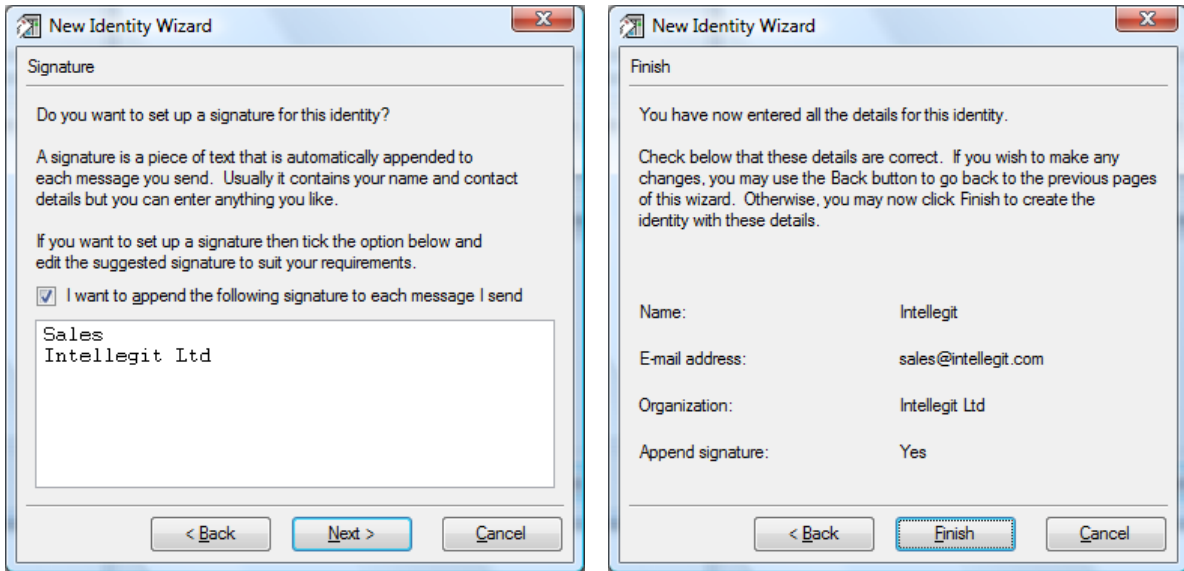 New Identity Wizard
Signature
Do you want to set up a signature for this identity?
A signature is a piece of text that is automatically appended to
each message you send.  Usually it contains your name and contact
details but you can enter anything you like.
If you want to set up a signature then tick the option below and
edit the suggested signature to suit your requirements.
I want to append the following signature to each message I send
Sales
Intellegit Ltd
< Back
Next >
Cancel
New Identity Wizard
Finish
You have now entered all the details for this identity.
Check below that these details are correct.  If you wish to make any
changes, you may use the Back button to go back to the previous pages
of this wizard.  Otherwise, you may now click Finish to create the
identity with these details.
Name: Intellegit
E-mail address: sales@intellegit.com
Organization: Intellegit Ltd
Append signature: Yes
< Back
Finish
Cancel